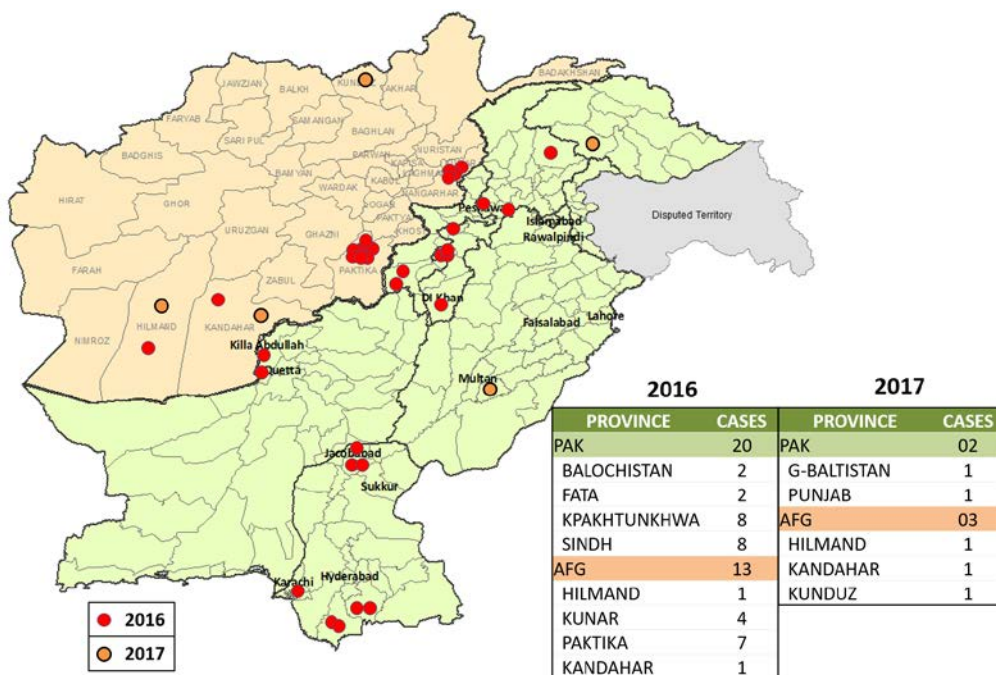 BADAKHSHAN
JAWZJAN
BALKH
TAKHAR
FARYAB
SAMANGAN
BAGHLAN
SARI PUL
BADGHIS
NURISTAN
PARWAN
KAPISA
BAMYAN
KABUL
WARDAK
NANGARHAR
HIRAT
GHOR
LOGAR
PAKTYA
URUZGAN
GHAZNI
KHOST
PAKTIKA
FARAH
ZABUL
HILMAND
KANDAHAR
NIMROZ
Islamabad
Rawalpindi
Disputed Territory
DI Khan
Faisalabad
Lahore
Killa Abdullah
Quetta
Multan
Jacobabad
Sukkur
Karachi
Hyderabad
2016
2017
2016
PROVINCE CASES
PAK 20
BALOCHISTAN 2
FATA 2
KPAKHTUNKHWA 8
SINDH 8
AFG 13
HILMAND 1
KUNAR 4
PAKTIKA 7
KANDAHAR 1
2017
PROVINCE CASES
PAK 02
G-BALTISTAN 1
PUNJAB 1
AFG 03
HILMAND 1
KANDAHAR 1
KUNDUZ 1